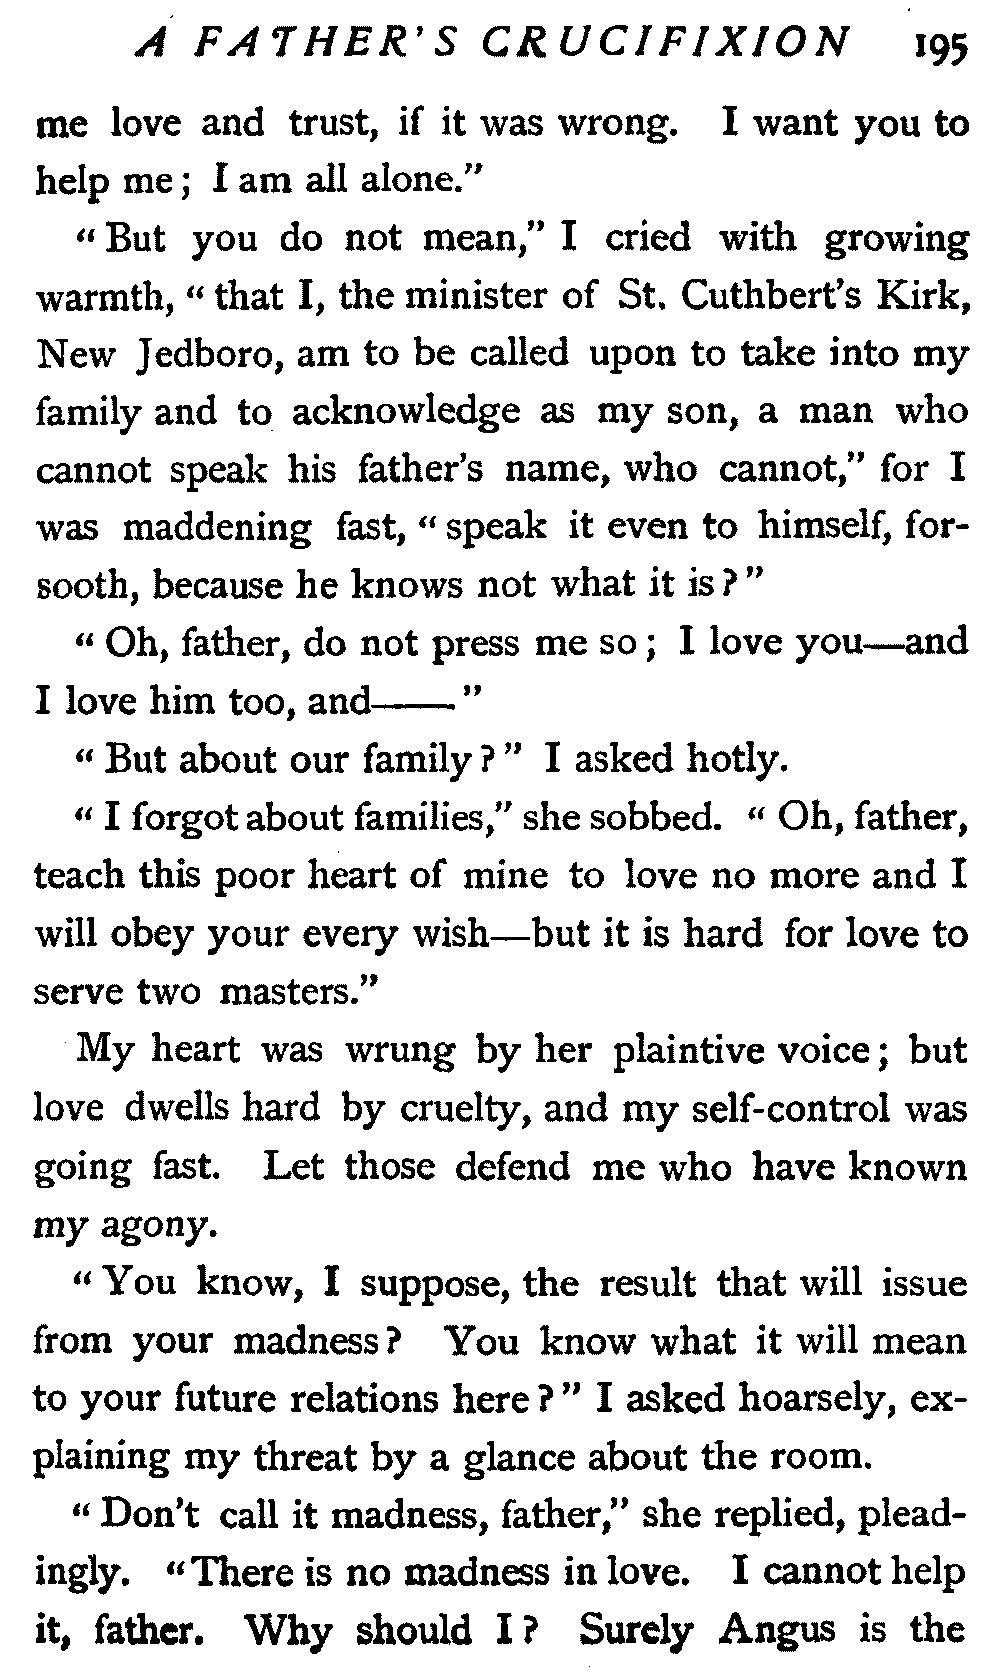 A FATHER'S CRUCIFIXION 195
me love and trust, if it was wrong. I want you to
help me; I am all alone."
"But you do not mean," I cried with growing
warmth, "that I, the minister of St. Cuthbert's Kirk,
New Jedboro, am to be called upon to take into my
family and to acknowledge as my son, a man who
cannot speak his father's name, who cannot," for I
was maddening fast, "speak it even to himself, for-
sooth, because he knows not what it is?"
"Oh, father, do not press me so; I love you—and
I love him too, and——."
"But about our family?" I asked hotly.
"I forgot about families," she sobbed. "Oh, father,
teach this poor heart of mine to love no more and I
will obey your every wish—but it is hard for love to
serve two masters."
My heart was wrung by her plaintive voice; but
love dwells hard by cruelty, and my self-control was
going fast. Let those defend me who have known
my agony.
"You know, I suppose, the result that will issue
from your madness? You know what it will mean
to your future relations here?" I asked hoarsely, ex-
plaining my threat by a glance about the room.
"Don't call it madness, father," she replied, plead-
ingly. "There is no madness in love. I cannot help
it, father. Why should I? Surely Angus is the